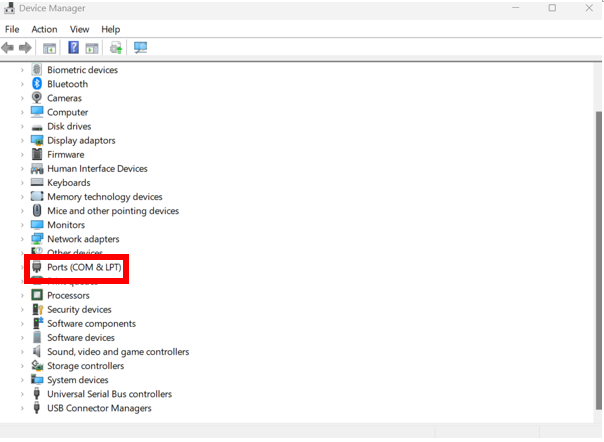 Device Manager
File Action View Help
Biometric devices
Bluetooth
Cameras
Computer
Disk drives
Display adaptors
Firmware
Human Interface Devices
Keyboards
Memory technology devices
Mice and other pointing devices
Monitors
Network adapters
Other devices
Ports (COM & LPT)
Print queues
Processors
Security devices
Software components
Software devices
Sound, video and game controllers
Storage controllers
System devices
Universal Serial Bus controllers
USB Connector Managers